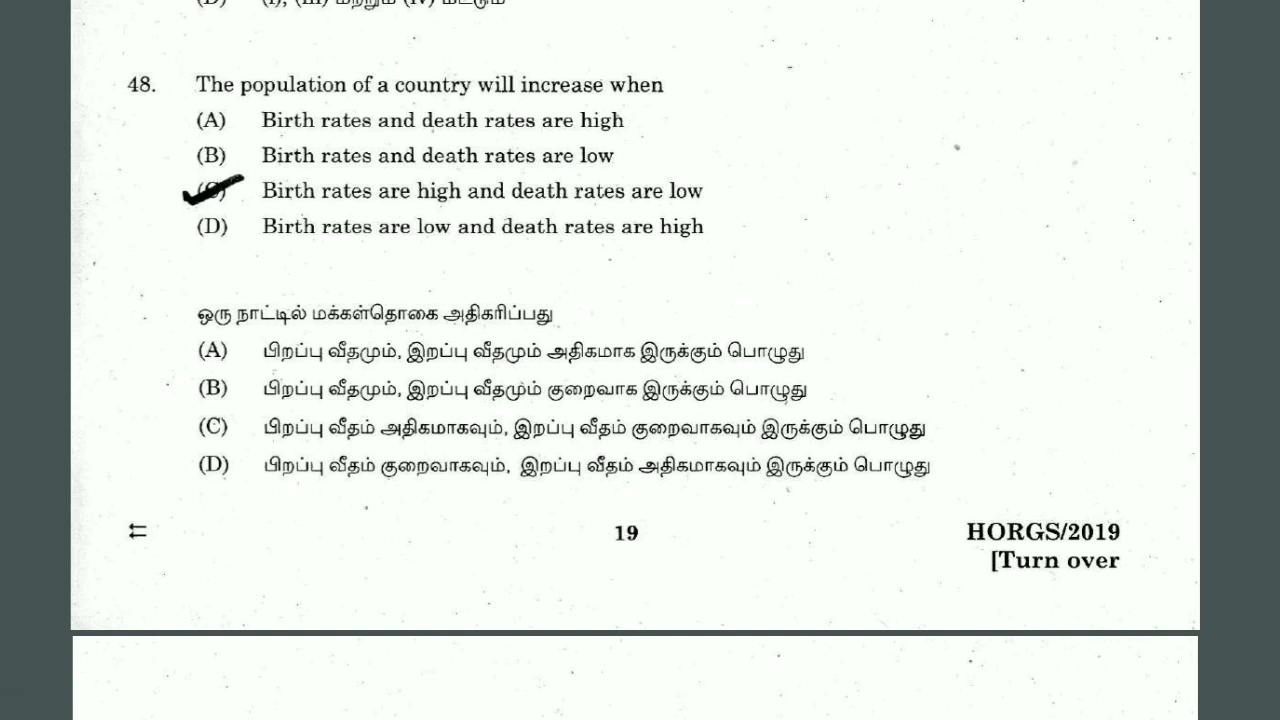 48. The population of a country will increase when
(A) Birth rates and death rates are high
(B) Birth rates and death rates are low
(C) Birth rates are high and death rates are low
(D) Birth rates are low and death rates are high
ஒரு நாட்டில் மக்கள்தொகை அதிகரிப்பது
(A) பிறப்பு வீதமும், இறப்பு வீதமும் அதிகமாக இருக்கும் பொழுது
(B) பிறப்பு வீதமும், இறப்பு வீதமும் குறைவாக இருக்கும் பொழுது
(C) பிறப்பு வீதம் அதிகமாகவும், இறப்பு வீதம் குறைவாகவும் இருக்கும் பொழுது
(D) பிறப்பு வீதம் குறைவாகவும், இறப்பு வீதம் அதிகமாகவும் இருக்கும் பொழுது
19 HORGS/2019
[Turn over